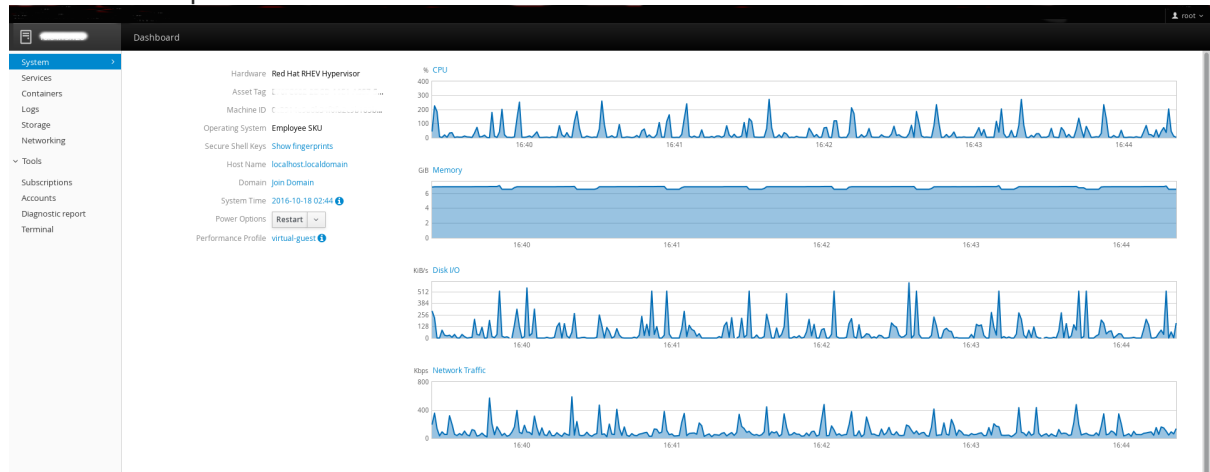 root
Dashboard
System
Services
Containers
Logs
Storage
Networking
Tools
Subscriptions
Accounts
Diagnostic report
Terminal
Hardware Red Hat RHEV Hypervisor
Asset Tag
Machine ID
Operating System Employee SKU
Secure Shell Keys Show fingerprints
Host Name localhost.localdomain
Domain Join Domain
System Time 2016-10-18 02:44
Power Options Restart
Performance Profile virtual-guest
% CPU
400
300
200
100
0
16:40 16:41 16:42 16:43 16:44
GiB Memory
6
4
2
0
16:40 16:41 16:42 16:43 16:44
KiB/s Disk I/O
512
384
256
128
0
16:40 16:41 16:42 16:43 16:44
Kbps Network Traffic
800
400
0
16:40 16:41 16:42 16:43 16:44